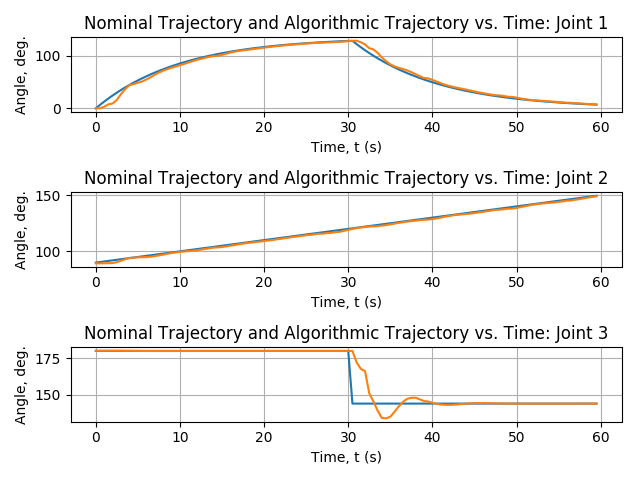 Nominal Trajectory and Algorithmic Trajectory vs. Time: Joint 1
Angle, deg.
100
0
0 10 20 30 40 50 60
Time, t (s)
Nominal Trajectory and Algorithmic Trajectory vs. Time: Joint 2
Angle, deg.
150
100
0 10 20 30 40 50 60
Time, t (s)
Nominal Trajectory and Algorithmic Trajectory vs. Time: Joint 3
Angle, deg.
175
150
0 10 20 30 40 50 60
Time, t (s)